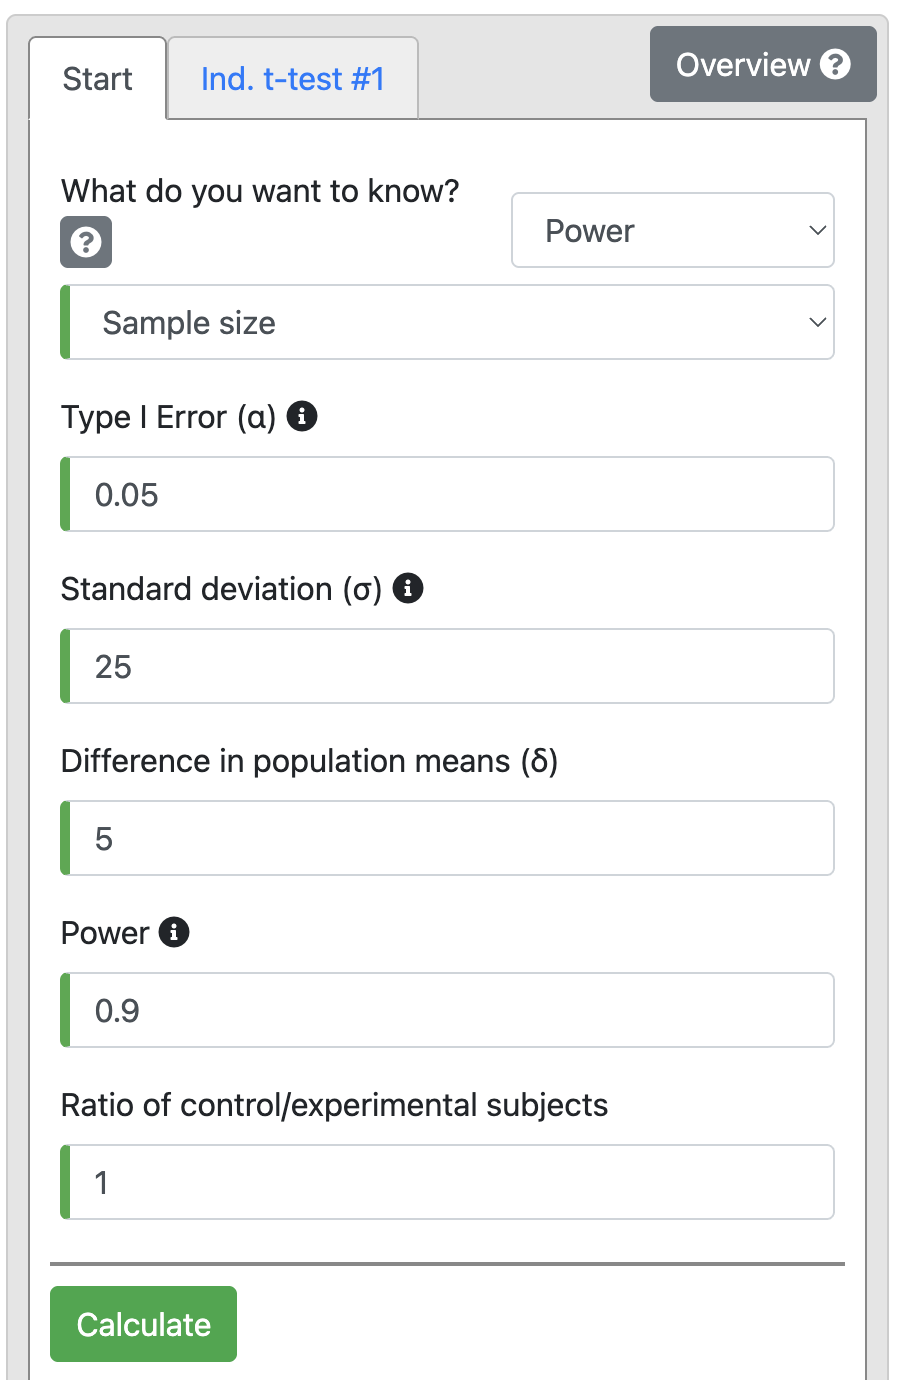 Start
Ind. t-test #1
Overview
What do you want to know?
Power
Sample size
Type I Error (α)
0.05
Standard deviation (σ)
25
Difference in population means (δ)
5
Power
0.9
Ratio of control/experimental subjects
1
Calculate